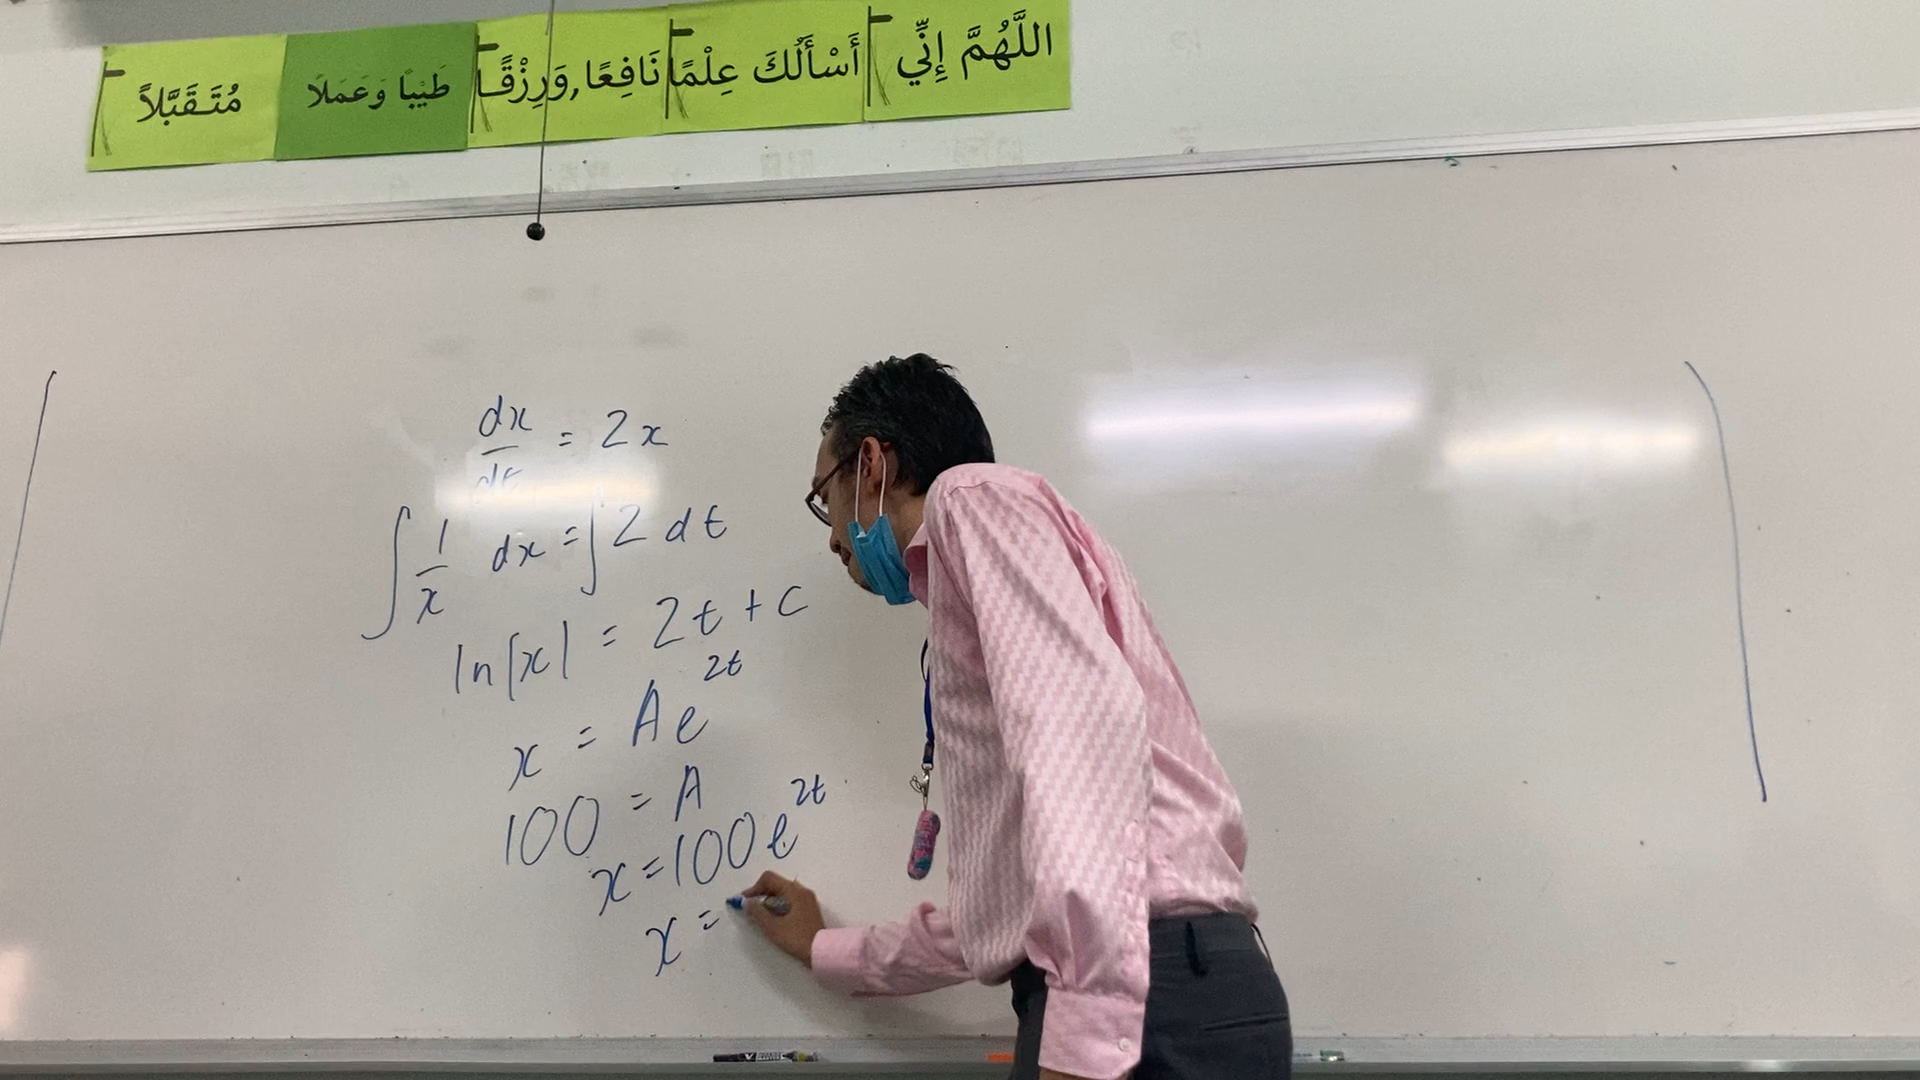 اللَّهُمَّ إِنِّي أَسْأَلُكَ عِلْمًا نَافِعًا, وَرِزْقًا طَيِّبًا وَعَمَلًا مُتَقَبَّلاً
dx/dt = 2x
∫ 1/x dx = ∫ 2 dt
ln|x| = 2t + c
x = Ae^2t
100 = A
x = 100e^2t
x =